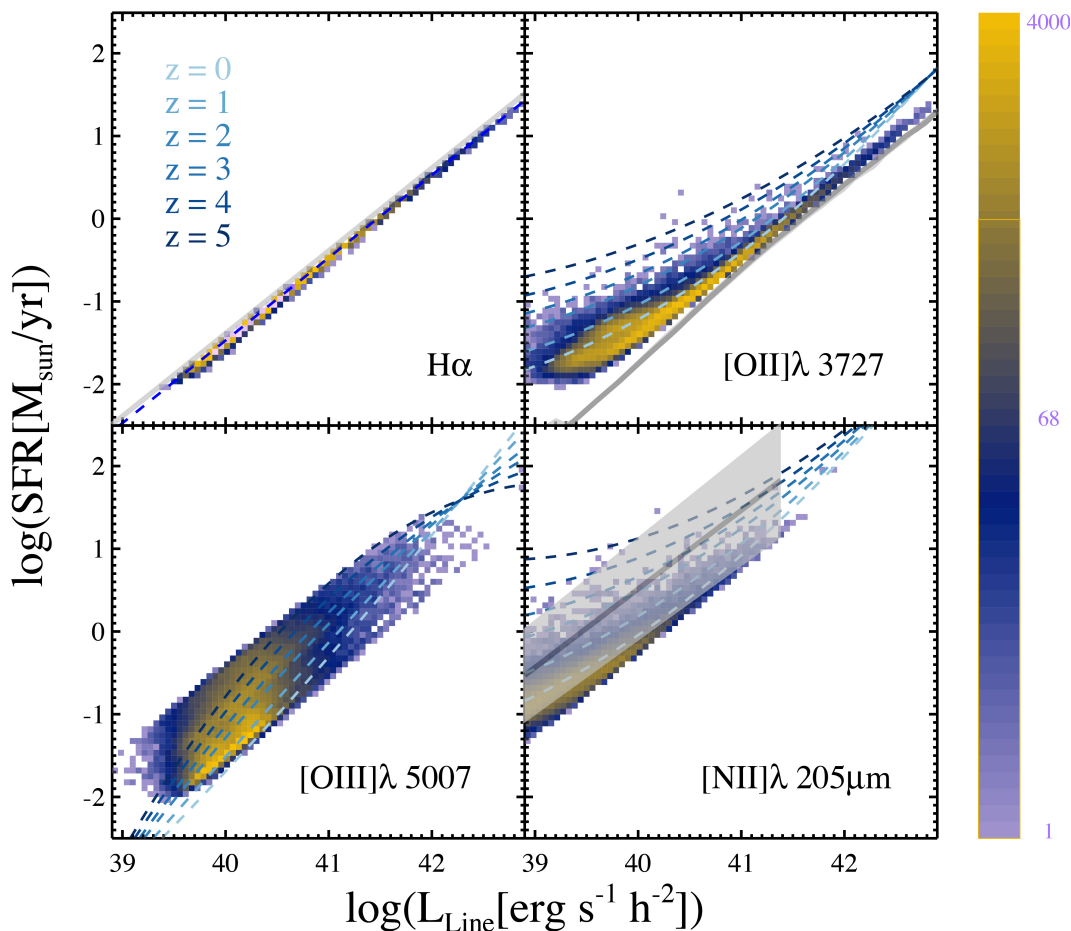 z = 0
z = 1
z = 2
z = 3
z = 4
z = 5
Hα
[OII]λ 3727
[OIII]λ 5007
[NII]λ 205μm
2
1
0
-1
-2
2
1
0
-1
-2
39 40 41 42
39 40 41 42
log(SFR[M_sun/yr])
log(L_Line[erg s⁻¹ h⁻²])
4000
68
1